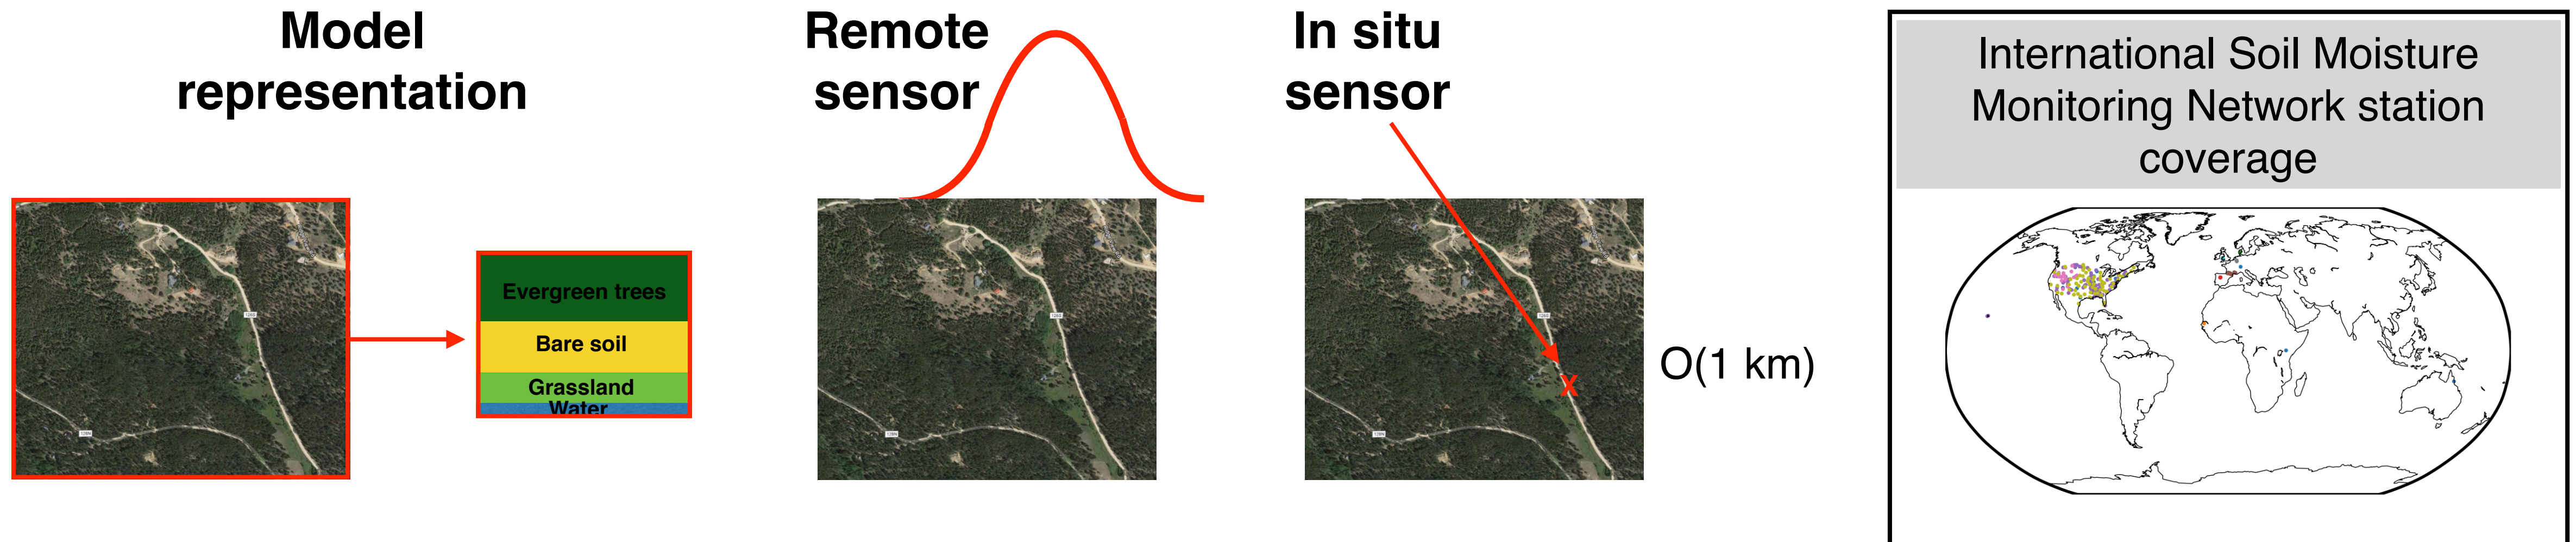 Model
representation
Remote
sensor
In situ
sensor
International Soil Moisture
Monitoring Network station
coverage
Evergreen trees
Bare soil
Grassland
Water
X
O(1 km)